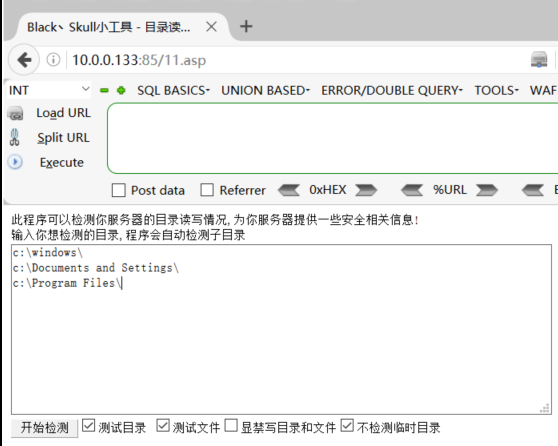 Black丶Skull小工具 - 目录读...
10.0.0.133:85/11.asp
INT SQL BASICS UNION BASED ERROR/DOUBLE QUERY TOOLS WAF
Load URL
Split URL
Execute
Post data Referrer 0xHEX %URL
此程序可以检测你服务器的目录读写情况,为你服务器提供一些安全相关信息!
输入你想检测的目录,程序会自动检测子目录
c:\windows\
c:\Documents and Settings\
c:\Program Files\
开始检测 测试目录 测试文件 显禁写目录和文件 不检测临时目录